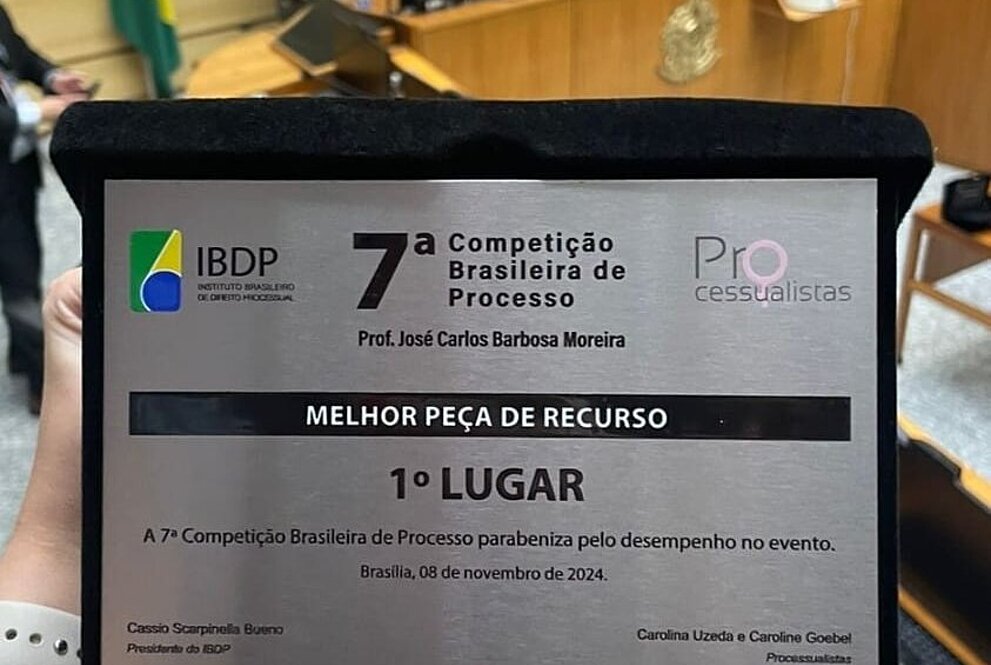 IBDP
INSTITUTO BRASILEIRO
DE DIREITO PROCESSUAL
7ª Competição
Brasileira de
Processo
Prof. José Carlos Barbosa Moreira
Processualistas
MELHOR PEÇA DE RECURSO
1º LUGAR
A 7ª Competição Brasileira de Processo parabeniza pelo desempenho no evento.
Brasília, 08 de novembro de 2024.
Cassio Scarpinella Bueno
Presidente do IBDP
Carolina Uzeda e Caroline Goebel
Processualistas